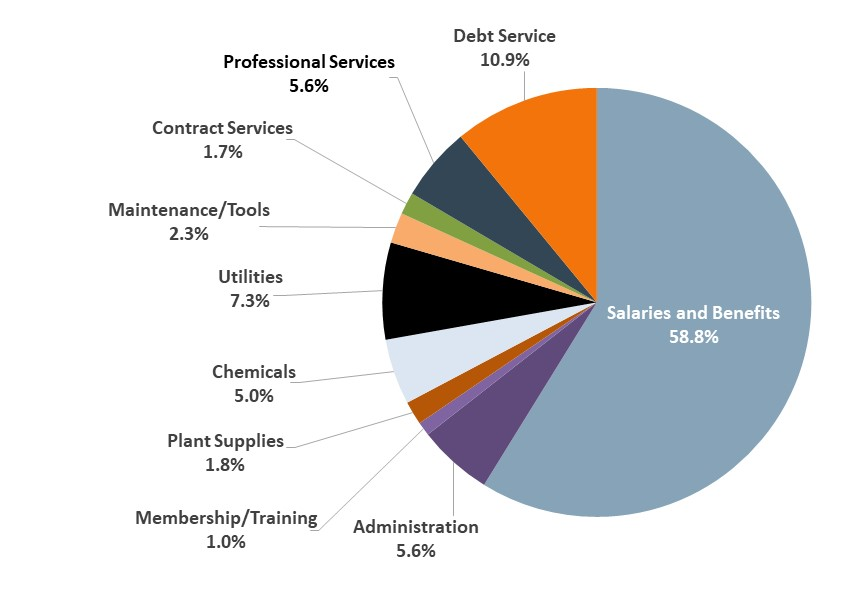 Debt Service
10.9%
Professional Services
5.6%
Contract Services
1.7%
Maintenance/Tools
2.3%
Utilities
7.3%
Salaries and Benefits
58.8%
Chemicals
5.0%
Plant Supplies
1.8%
Membership/Training
1.0%
Administration
5.6%